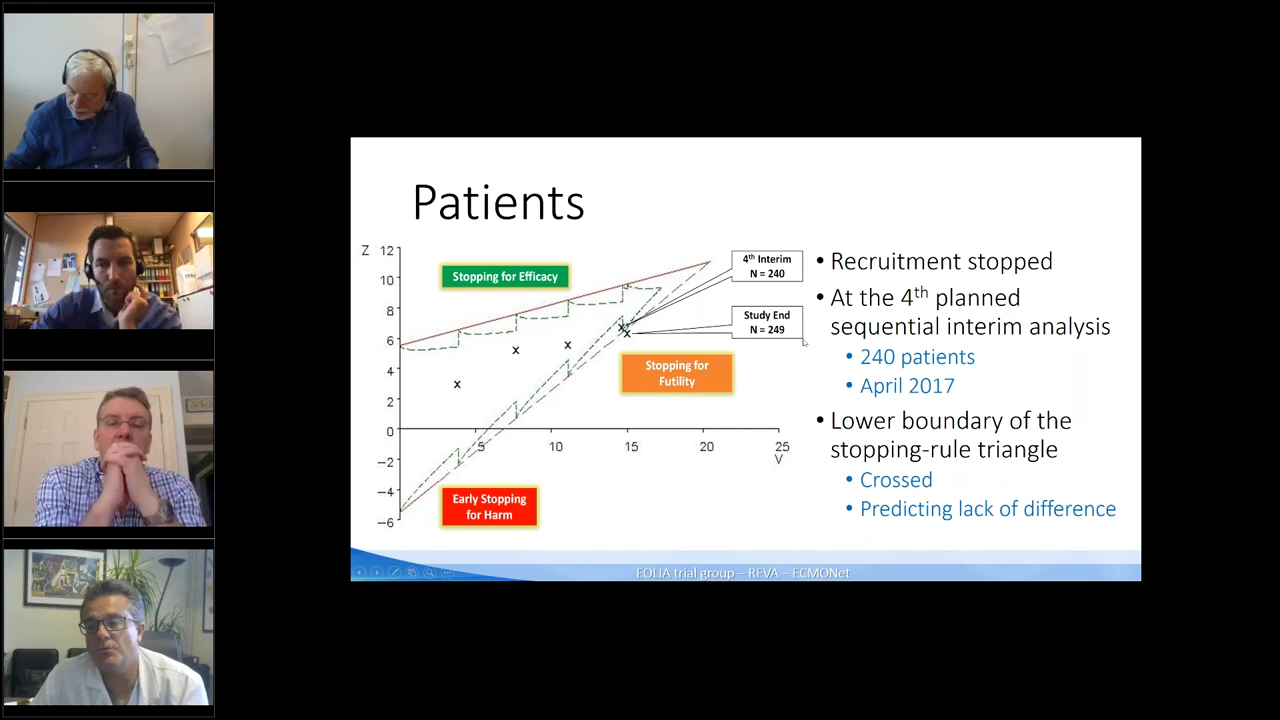 Patients
Z
12
10
8
6
4
2
0
−2
−4
−6
5
10
15
20
25
V
Stopping for Efficacy
4th Interim
N = 240
Study End
N = 249
Stopping for
Futility
Early Stopping
for Harm
• Recruitment stopped
• At the 4th planned
sequential interim analysis
• 240 patients
• April 2017
• Lower boundary of the
stopping-rule triangle
• Crossed
• Predicting lack of difference
EOLIA trial group – REVA – ECMONet